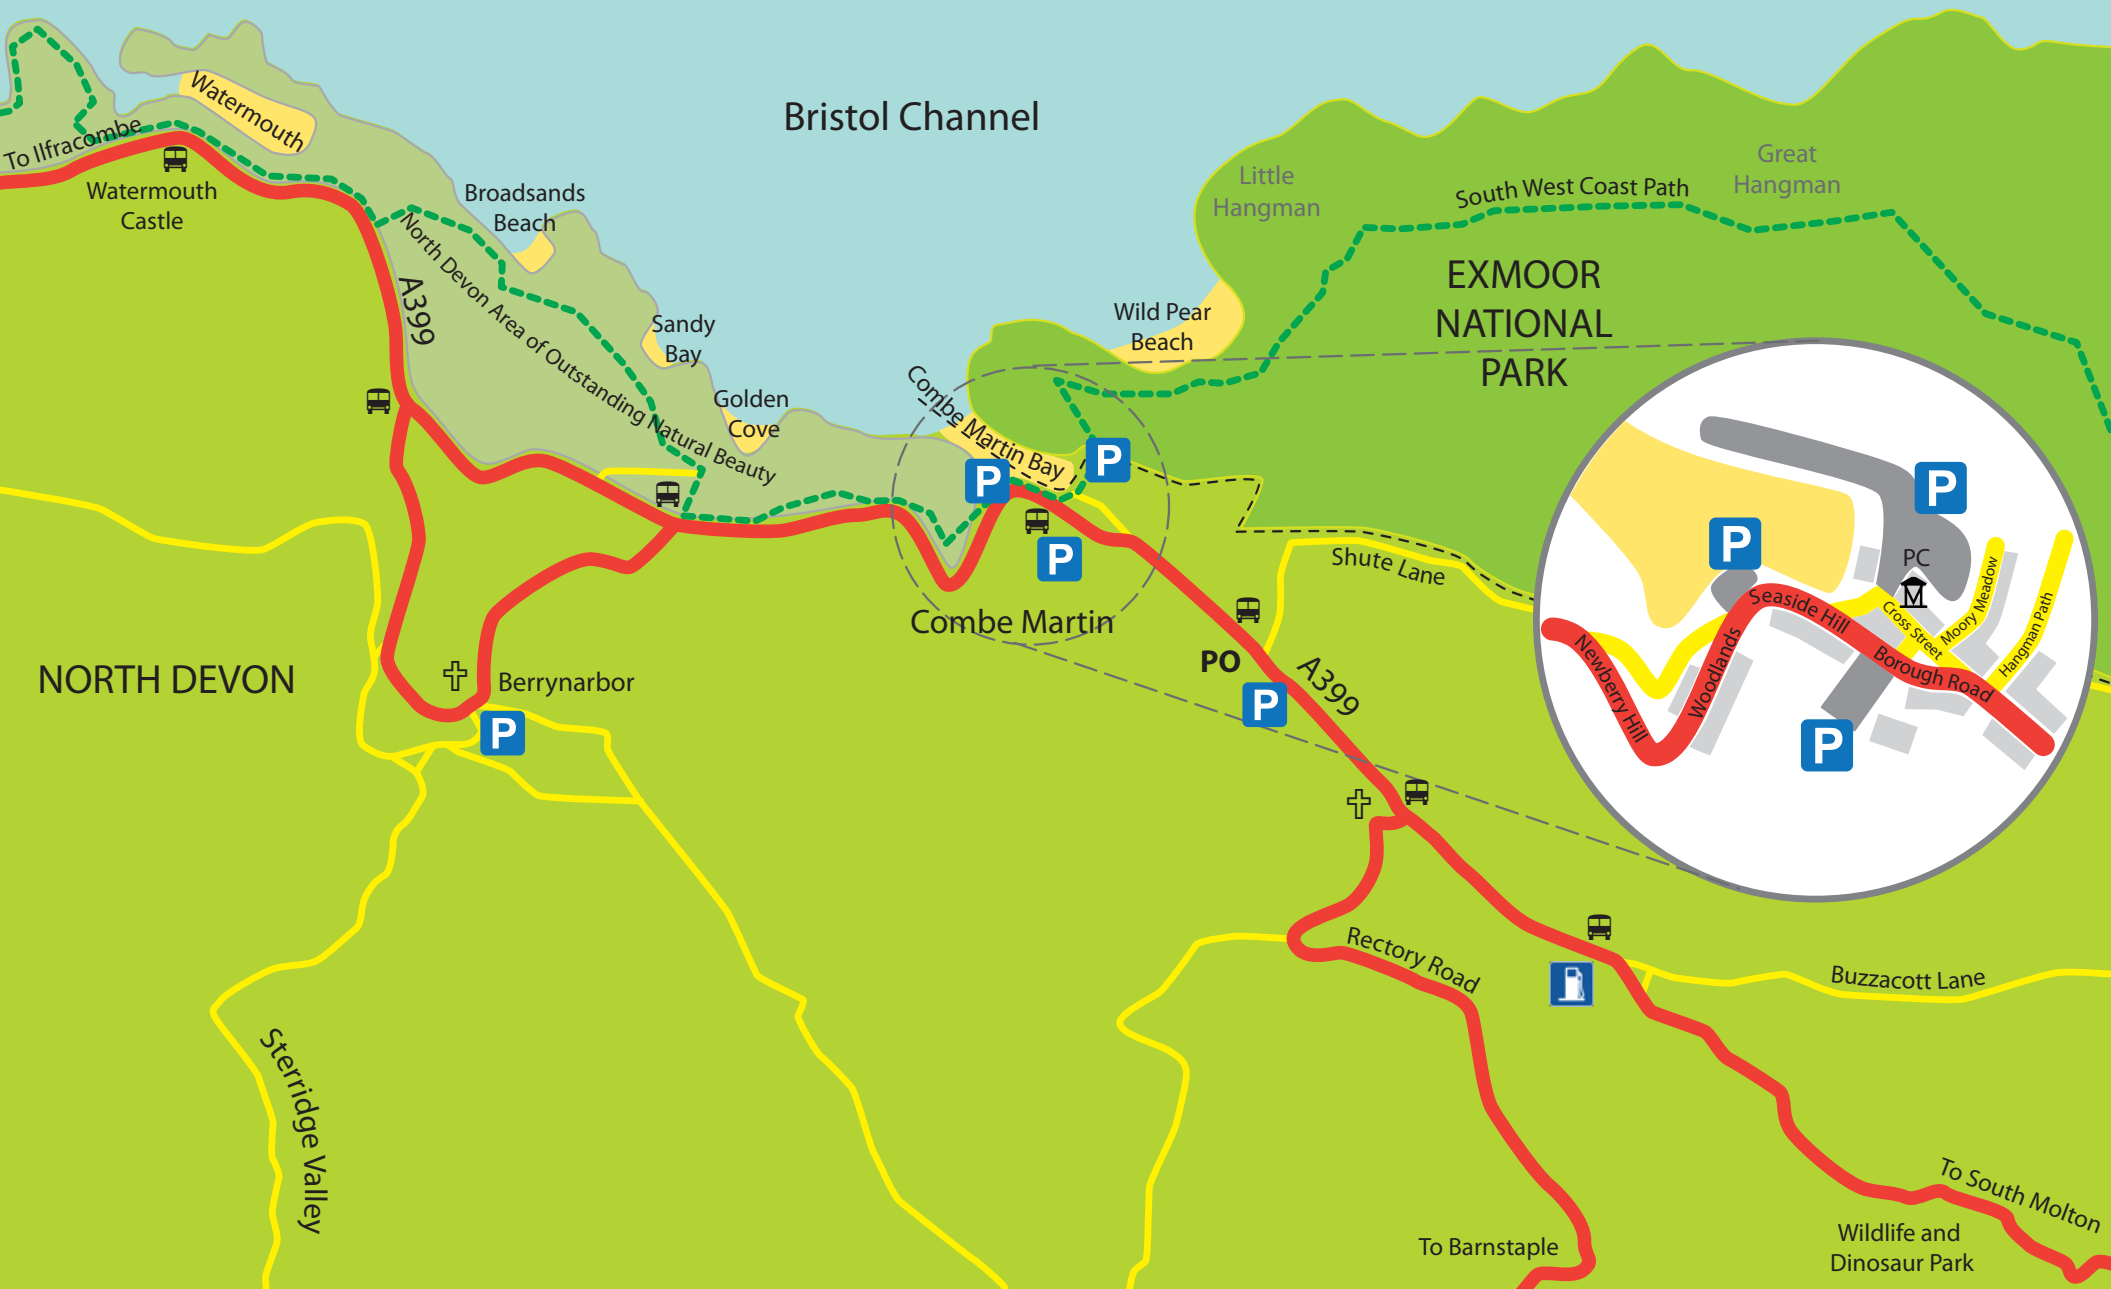 Bristol Channel
To Ilfracombe
Watermouth
Watermouth
Castle
Broadsands
Beach
North Devon Area of Outstanding Natural Beauty
A399
Sandy
Bay
Golden
Cove
Combe Martin Bay
Wild Pear
Beach
Little
Hangman
Great
Hangman
South West Coast Path
EXMOOR
NATIONAL
PARK
P
P
P
Combe Martin
Shute Lane
PO
P
A399
NORTH DEVON
Berrynarbor
P
Sterridge Valley
Rectory Road
Buzzacott Lane
To Barnstaple
To South Molton
Wildlife and
Dinosaur Park
P
P
PC
Seaside Hill
Cross Street
Moory Meadow
Hangman Path
Newberry Hill
Woodlands
Borough Road
P